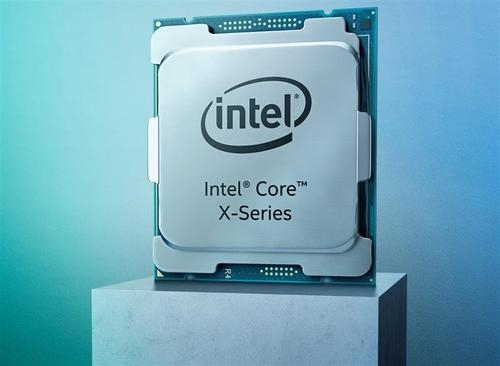 intel®
Intel® Core™
X-Series
R4